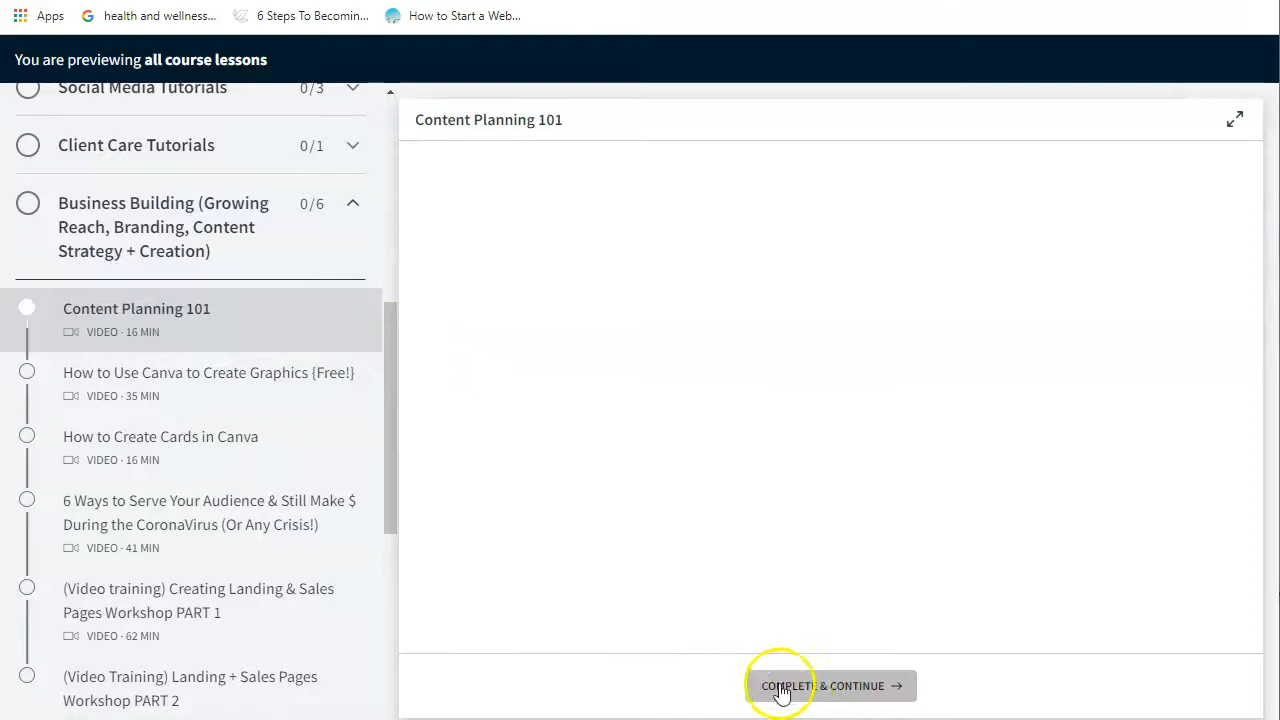 Apps health and wellness... 6 Steps To Becomin... How to Start a Web...
You are previewing all course lessons
Social Media Tutorials 0/3
Client Care Tutorials 0/1
Business Building (Growing 0/6
Reach, Branding, Content
Strategy + Creation)
Content Planning 101
VIDEO · 16 MIN
How to Use Canva to Create Graphics {Free!}
VIDEO · 35 MIN
How to Create Cards in Canva
VIDEO · 16 MIN
6 Ways to Serve Your Audience & Still Make $
During the CoronaVirus (Or Any Crisis!)
VIDEO · 41 MIN
(Video training) Creating Landing & Sales
Pages Workshop PART 1
VIDEO · 62 MIN
(Video Training) Landing + Sales Pages
Workshop PART 2
Content Planning 101
COMPLETE & CONTINUE →